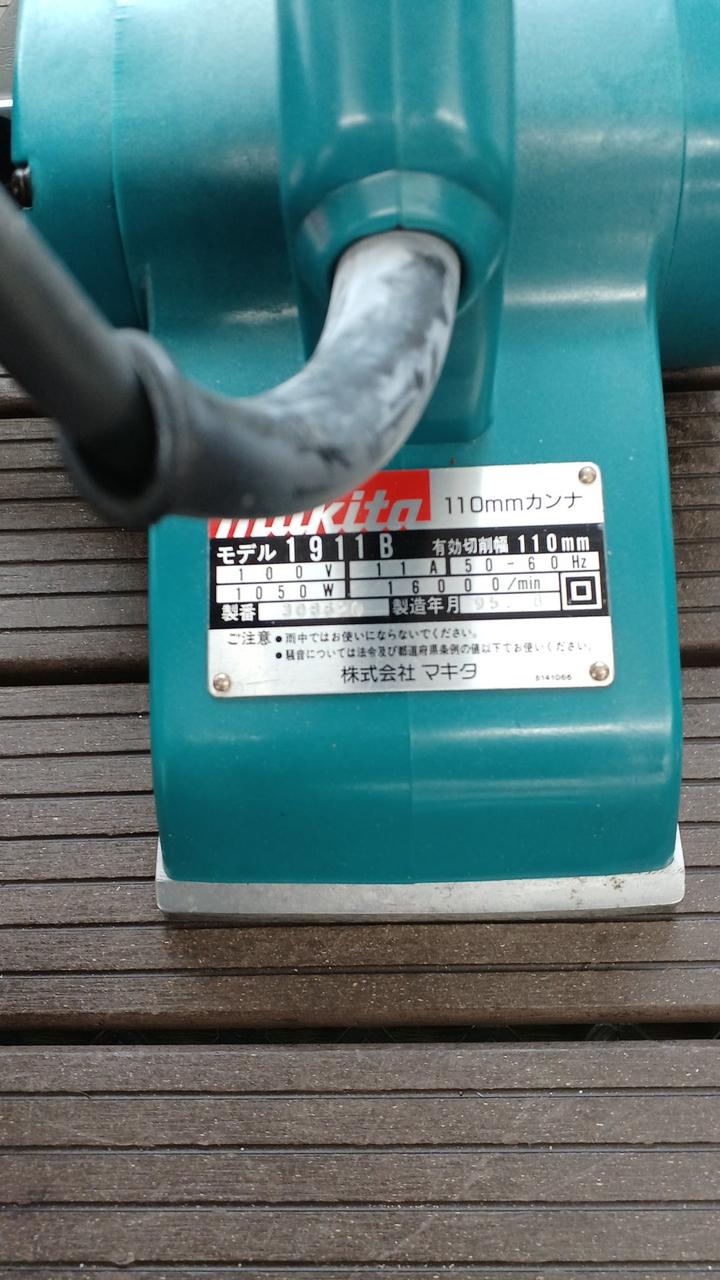 makita 110mmカンナ
モデル 1911B 有効切削幅 110mm
100V 11A 50-60Hz
1050W 16000/min
製番 製造年月 95.
ご注意 ●雨中ではお使いにならないでください。
●騒音については法令及び都道府県条例の値以下でお使いください。
株式会社 マキタ 8141066